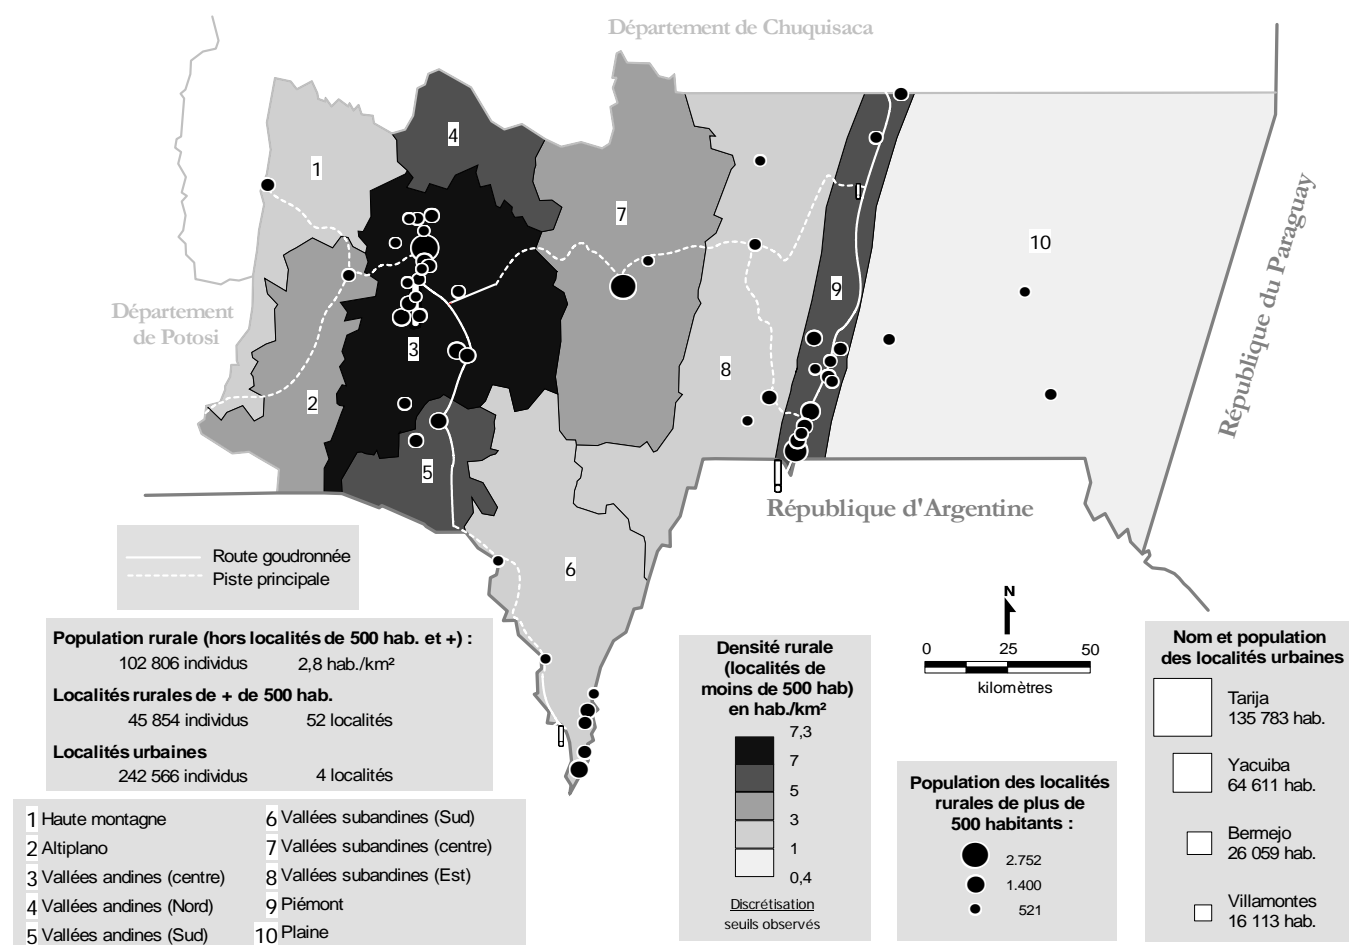 Département de Chuquisaca
4
1
7
10
9
3
8
2
5
6
Département
de Potosi
République du Paraguay
République d'Argentine
Route goudronnée
Piste principale
Population rurale (hors localités de 500 hab. et +) :
102 806 individus 2,8 hab./km²
Localités rurales de + de 500 hab.
45 854 individus 52 localités
Localités urbaines
242 566 individus 4 localités
1 Haute montagne
2 Altiplano
3 Vallées andines (centre)
4 Vallées andines (Nord)
5 Vallées andines (Sud)
6 Vallées subandines (Sud)
7 Vallées subandines (centre)
8 Vallées subandines (Est)
9 Piémont
10 Plaine
Densité rurale
(localités de
moins de 500 hab)
en hab./km²
7,3
7
5
3
1
0,4
Discrétisation
seuils observés
N
0 25 50
kilomètres
Population des localités
rurales de plus de
500 habitants :
2.752
1.400
521
Nom et population
des localités urbaines
Tarija
135 783 hab.
Yacuiba
64 611 hab.
Bermejo
26 059 hab.
Villamontes
16 113 hab.